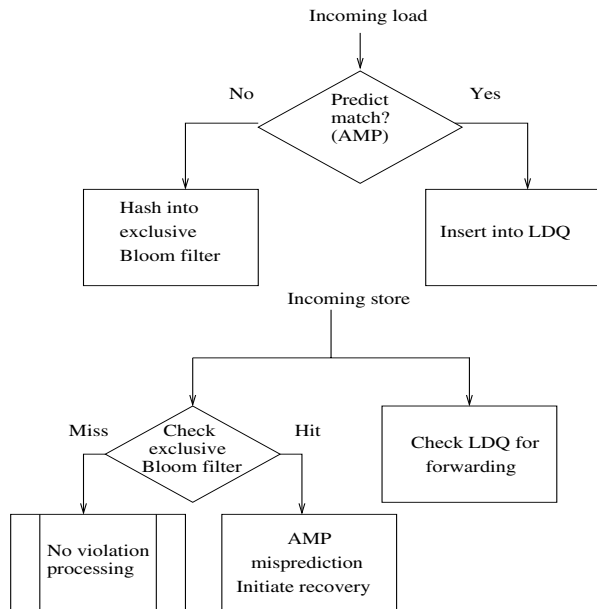 Incoming load
No
Predict
match?
(AMP)
Yes
Hash into
exclusive
Bloom filter
Insert into LDQ
Incoming store
Miss
Check
exclusive
Bloom filter
Hit
Check LDQ for
forwarding
No violation
processing
AMP
misprediction
Initiate recovery